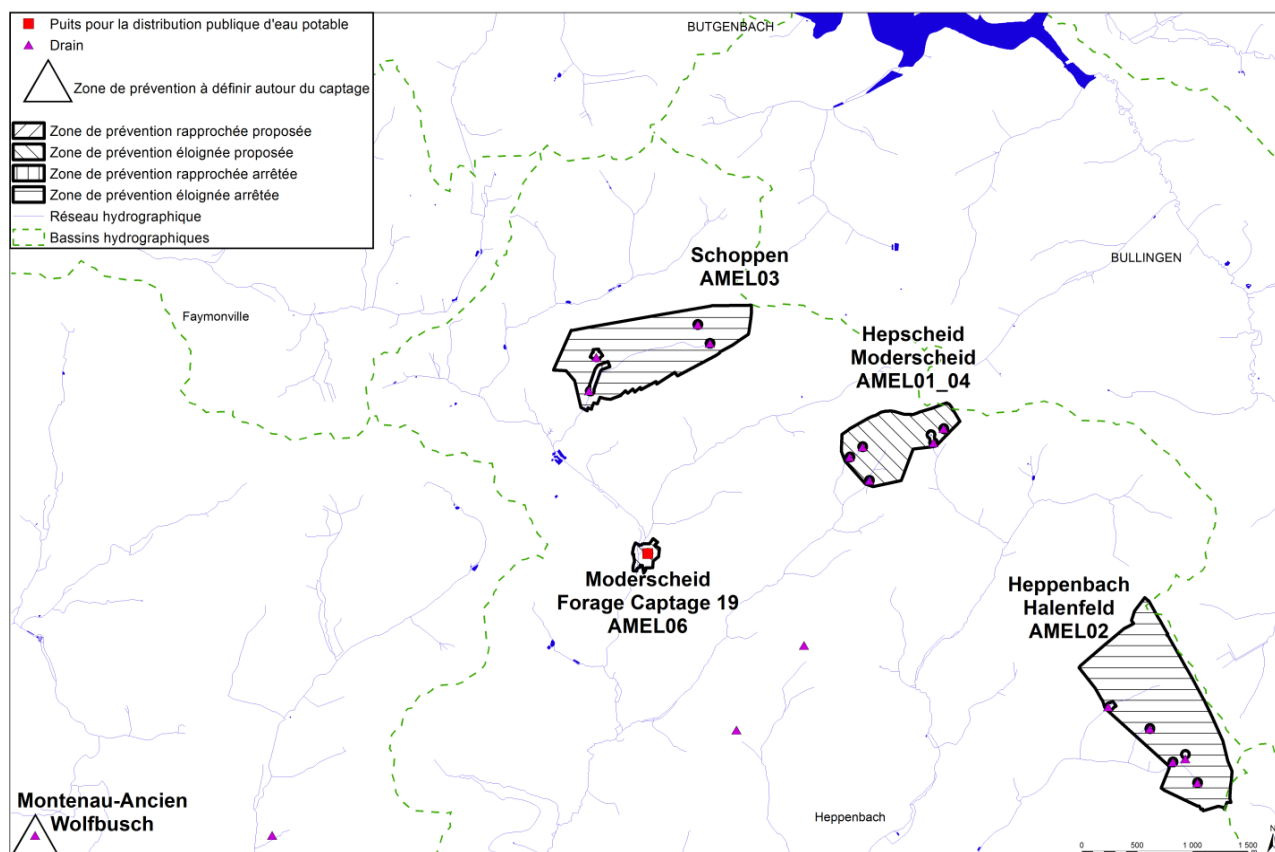 Puits pour la distribution publique d'eau potable
Drain
Zone de prévention à définir autour du captage
Zone de prévention rapprochée proposée
Zone de prévention éloignée proposée
Zone de prévention rapprochée arrêtée
Zone de prévention éloignée arrêtée
Réseau hydrographique
Bassins hydrographiques
BUTGENBACH
BULLINGEN
Faymonville
Schoppen
AMEL03
Hepscheid
Moderscheid
AMEL01_04
Moderscheid
Forage Captage 19
AMEL06
Heppenbach
Halenfeld
AMEL02
Montenau-Ancien
Wolfbusch
Heppenbach
N
0 500 1 000 1 500